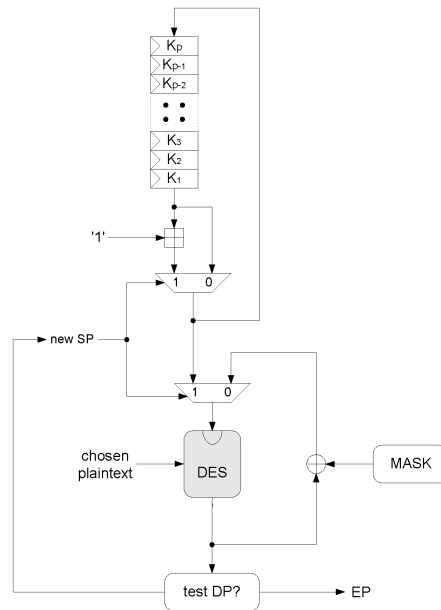 Kp
Kp-1
Kp-2
K3
K2
K1
'1'
1 0
new SP
1 0
chosen
plaintext
DES
MASK
test DP?
EP